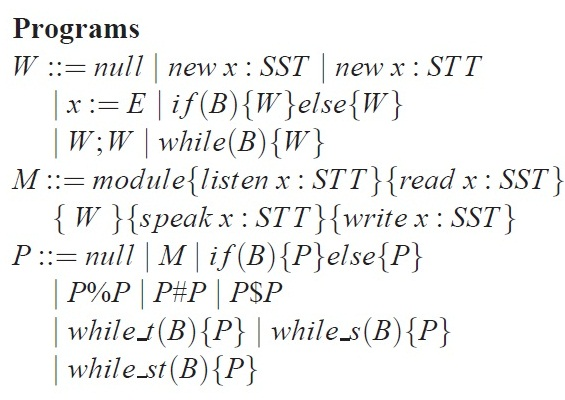 Programs
W ::= null | new x : SST | new x : STT
| x := E | if(B){W}else{W}
| W;W | while(B){W}
M ::= module{listen x : STT}{read x : SST}
{ W }{speak x : STT}{write x : SST}
P ::= null | M | if(B){P}else{P}
| P%P | P#P | P$P
| while_t(B){P} | while_s(B){P}
| while_st(B){P}